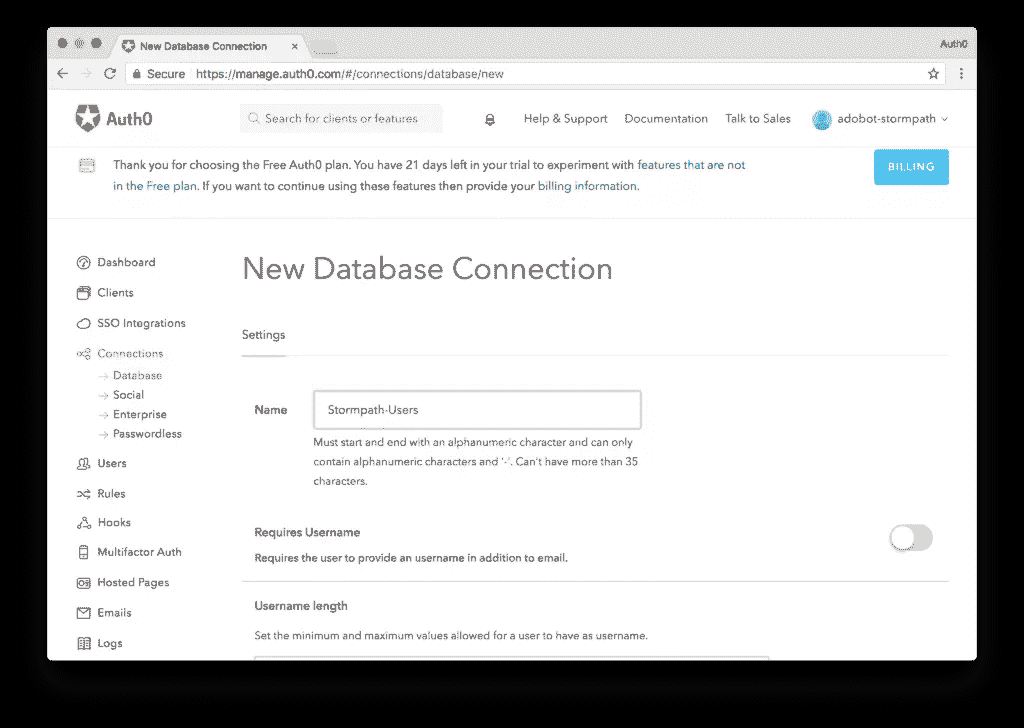 New Database Connection ×
Auth0
Secure https://manage.auth0.com/#/connections/database/new
Auth0
Search for clients or features
Help & Support
Documentation
Talk to Sales
adobot-stormpath
Thank you for choosing the Free Auth0 plan. You have 21 days left in your trial to experiment with features that are not
in the Free plan. If you want to continue using these features then provide your billing information.
BILLING
Dashboard
Clients
SSO Integrations
Connections
→ Database
→ Social
→ Enterprise
→ Passwordless
Users
Rules
Hooks
Multifactor Auth
Hosted Pages
Emails
Logs
New Database Connection
Settings
Name
Stormpath-Users
Must start and end with an alphanumeric character and can only
contain alphanumeric characters and '-'. Can't have more than 35
characters.
Requires Username
Requires the user to provide an username in addition to email.
Username length
Set the minimum and maximum values allowed for a user to have as username.